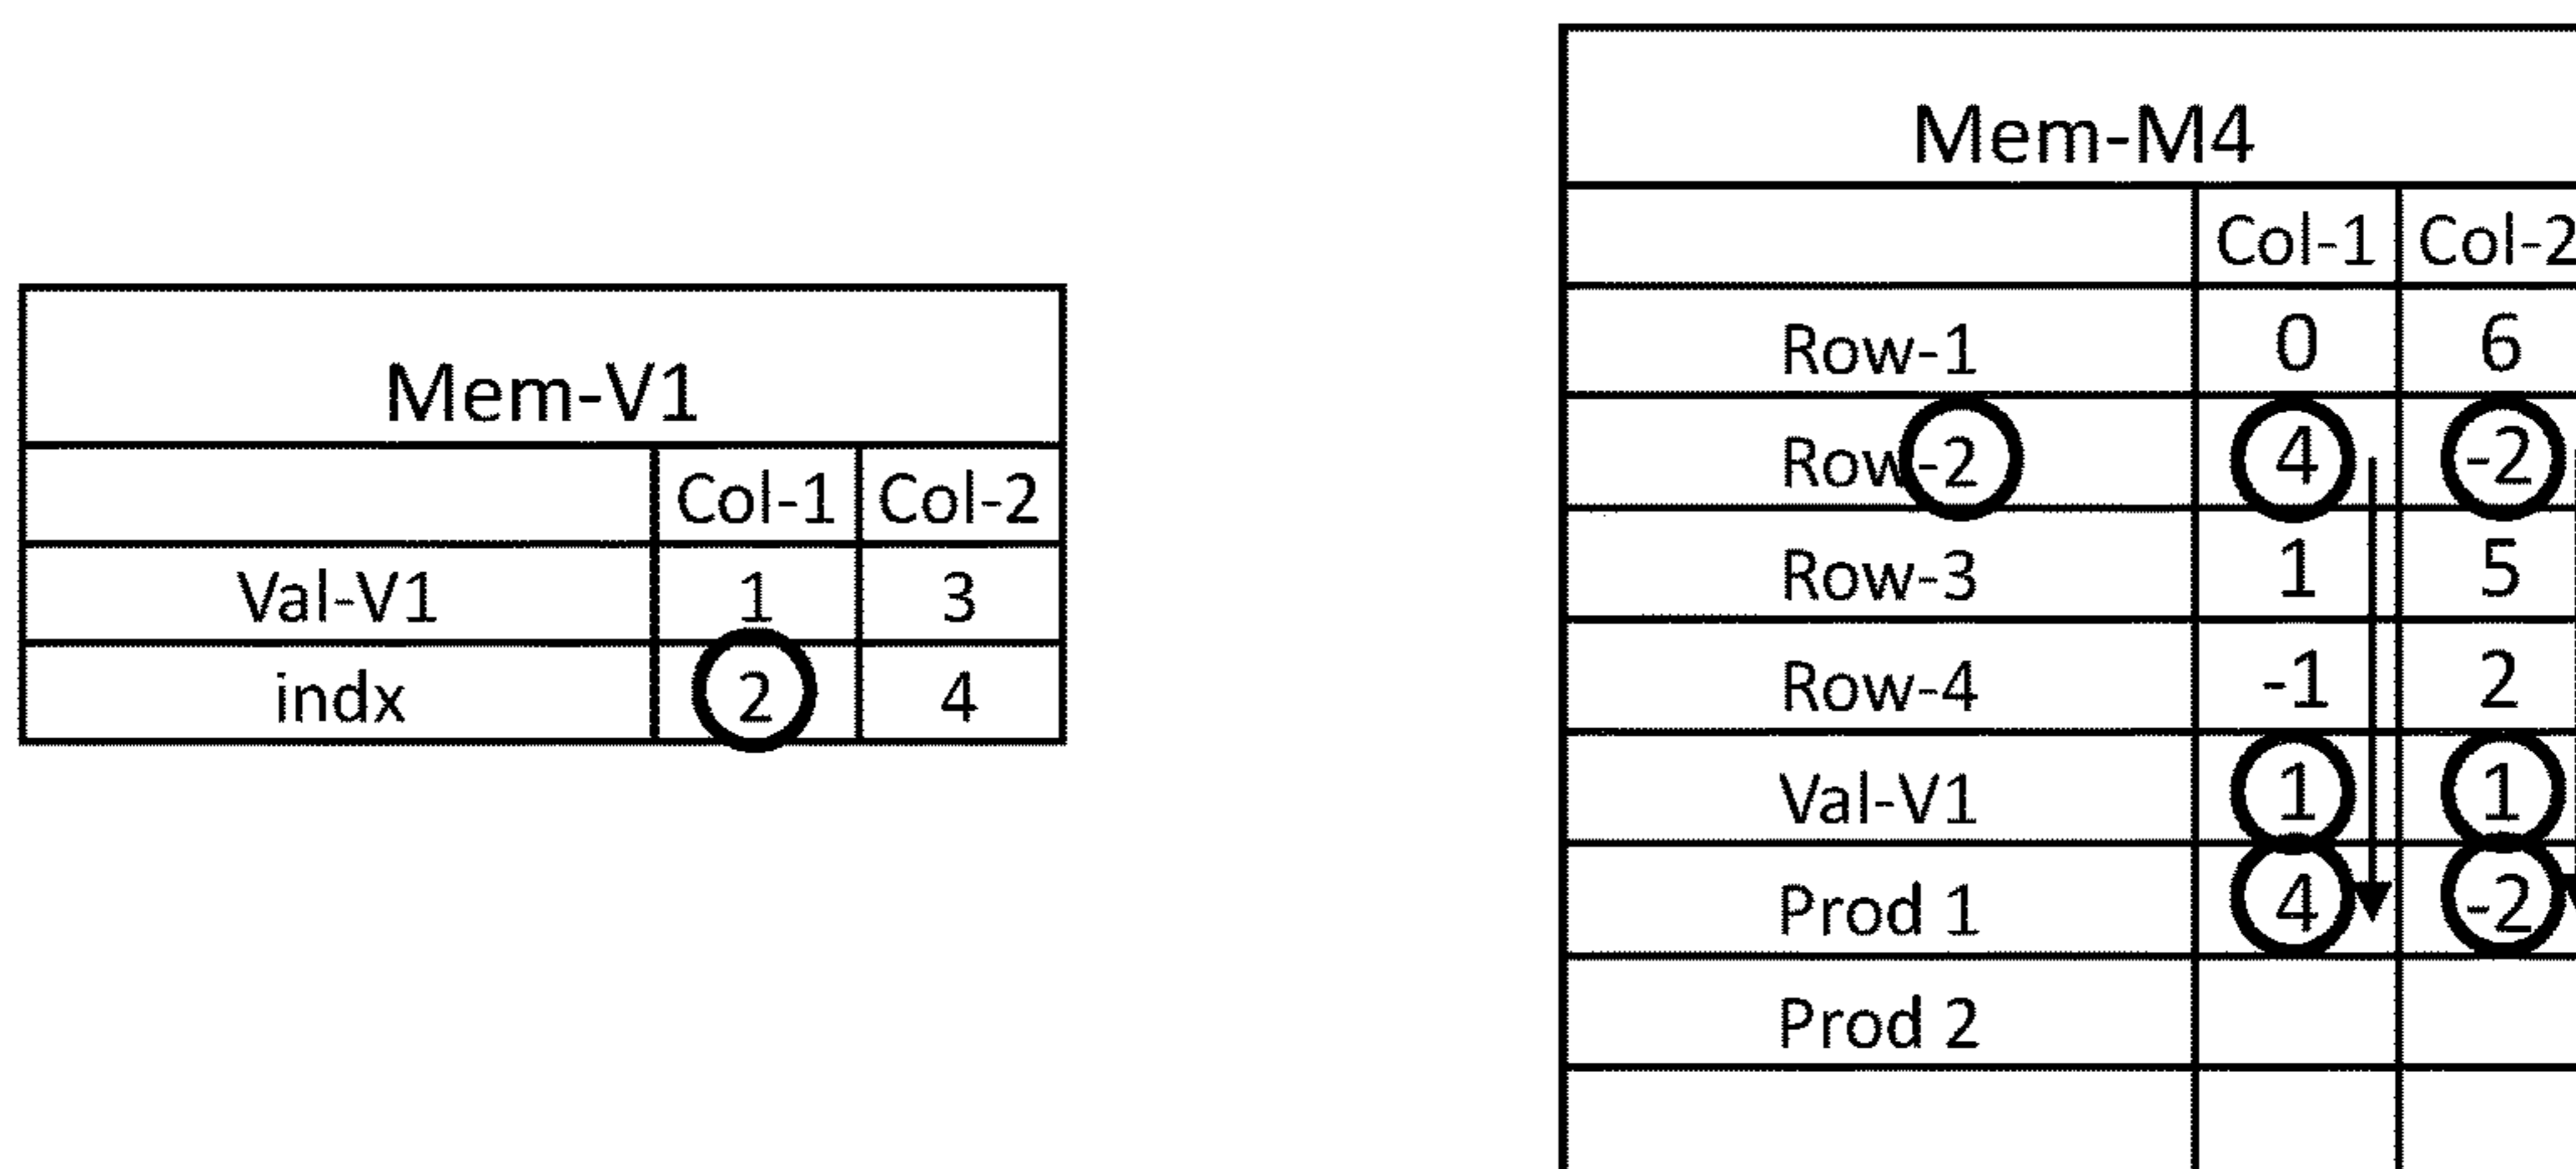 Mem-V1
Col-1 Col-2
Val-V1 1 3
indx 2 4
Mem-M4
Col-1 Col-2
Row-1 0 6
Row-2 4 -2
Row-3 1 5
Row-4 -1 2
Val-V1 1 1
Prod 1 4 -2
Prod 2